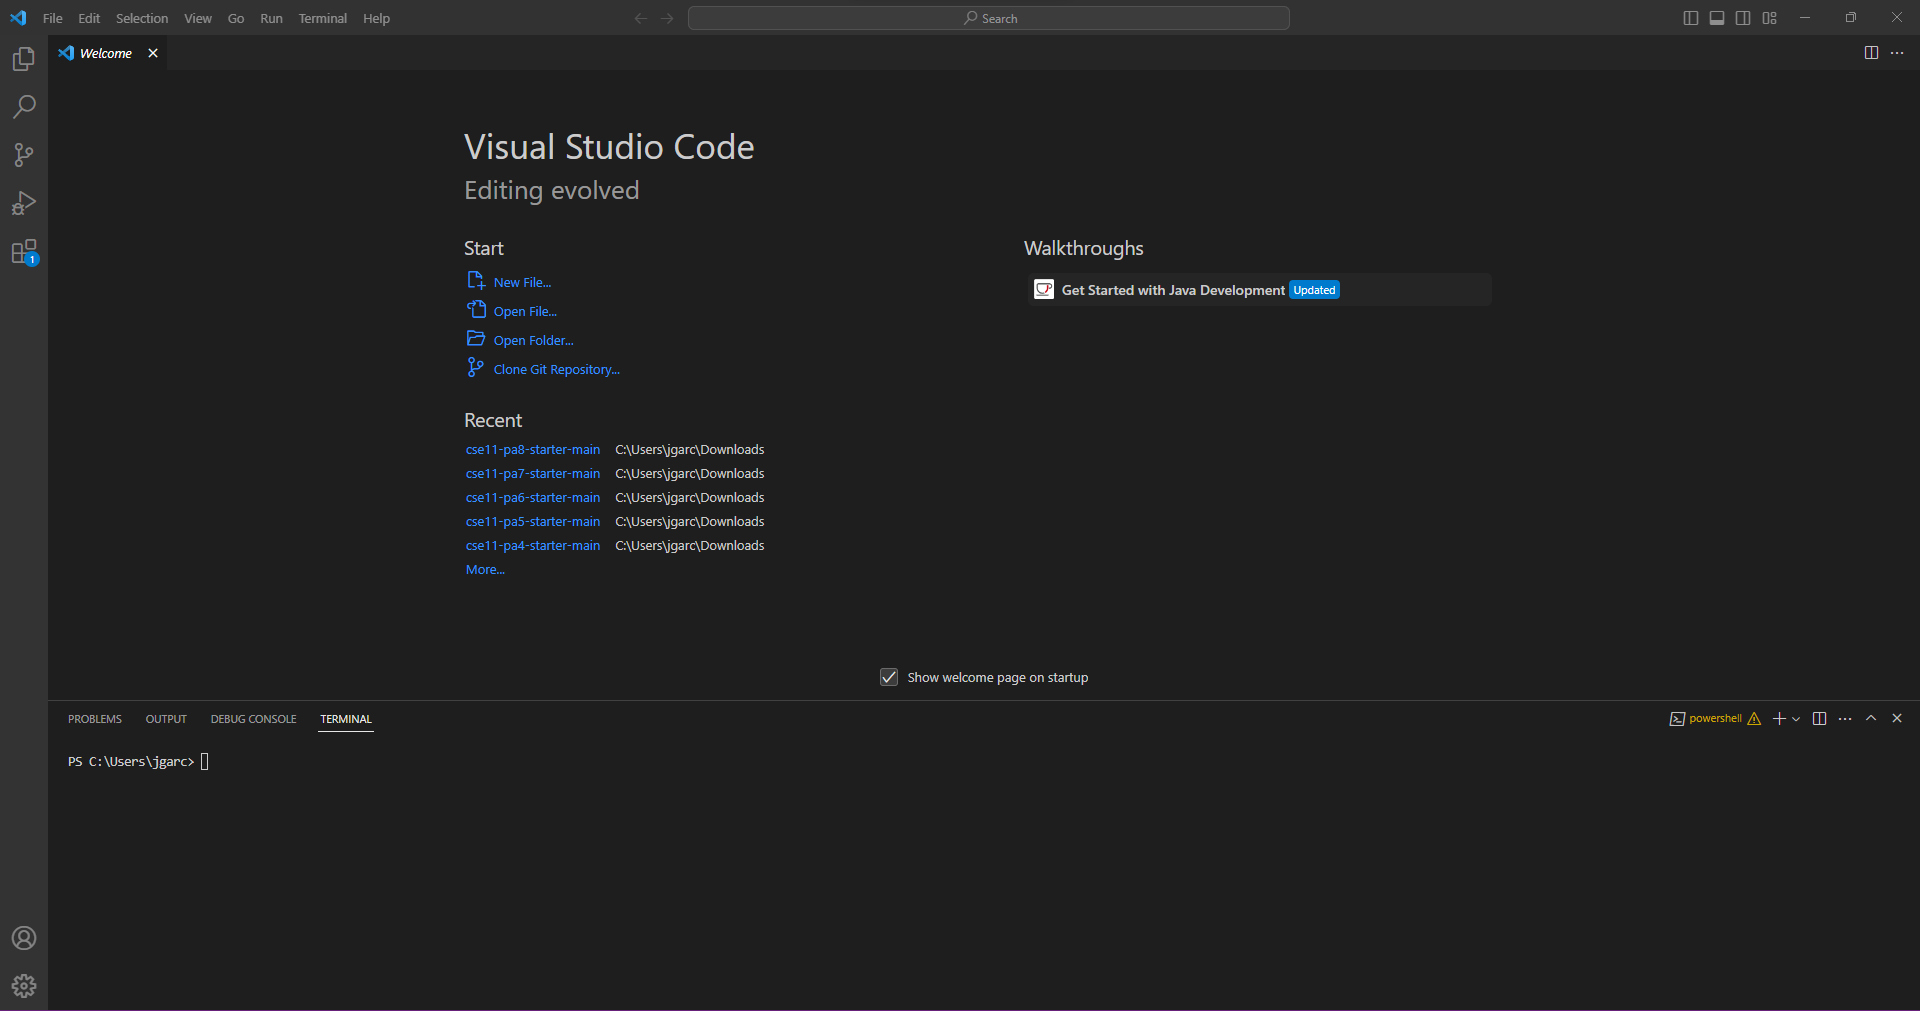 File Edit Selection View Go Run Terminal Help
Search
Welcome
Visual Studio Code
Editing evolved
Start
New File...
Open File...
Open Folder...
Clone Git Repository...
Recent
cse11-pa8-starter-main C:\Users\jgarc\Downloads
cse11-pa7-starter-main C:\Users\jgarc\Downloads
cse11-pa6-starter-main C:\Users\jgarc\Downloads
cse11-pa5-starter-main C:\Users\jgarc\Downloads
cse11-pa4-starter-main C:\Users\jgarc\Downloads
More...
Walkthroughs
Get Started with Java Development Updated
1
Show welcome page on startup
PROBLEMS OUTPUT DEBUG CONSOLE TERMINAL
powershell
PS C:\Users\jgarc>